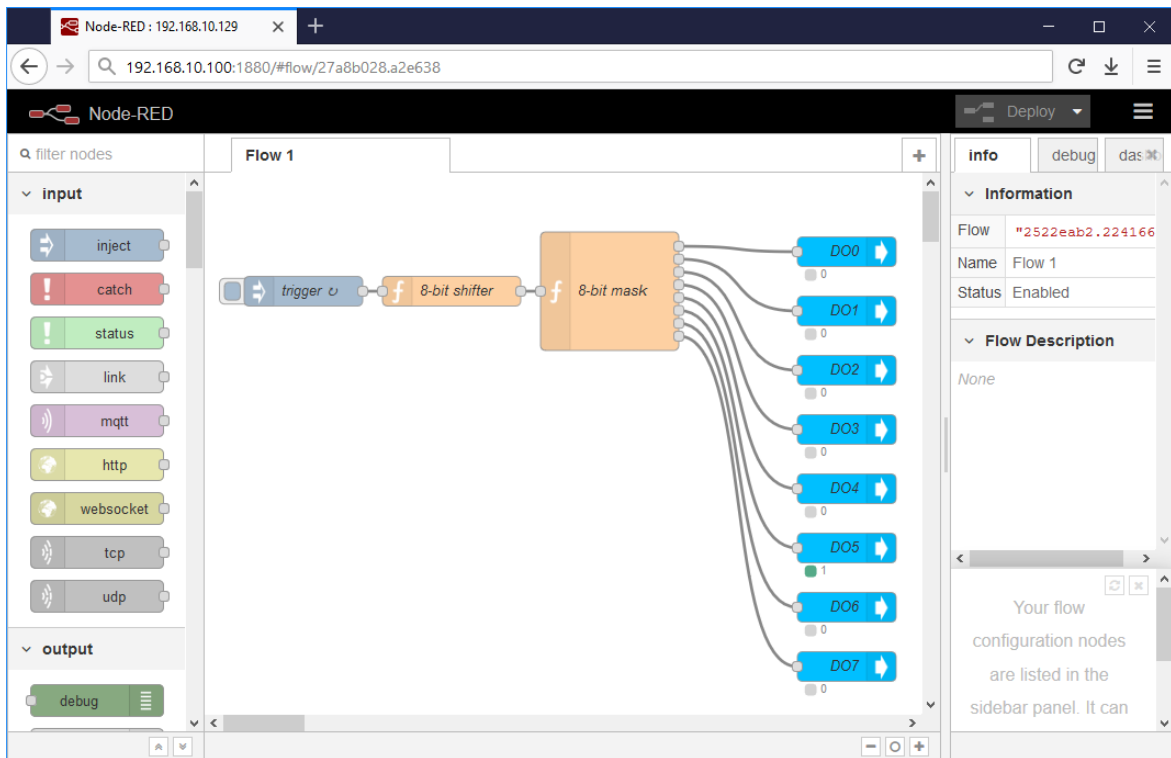 Node-RED : 192.168.10.129
192.168.10.100:1880/#flow/27a8b028.a2e638
Node-RED
Deploy
filter nodes
input
inject
catch
status
link
mqtt
http
websocket
tcp
udp
output
debug
Flow 1
trigger ↻
8-bit shifter
8-bit mask
DO0
0
DO1
0
DO2
0
DO3
0
DO4
0
DO5
1
DO6
0
DO7
0
info
debug
das
Information
Flow "2522eab2.224166
Name Flow 1
Status Enabled
Flow Description
None
Your flow
configuration nodes
are listed in the
sidebar panel. It can